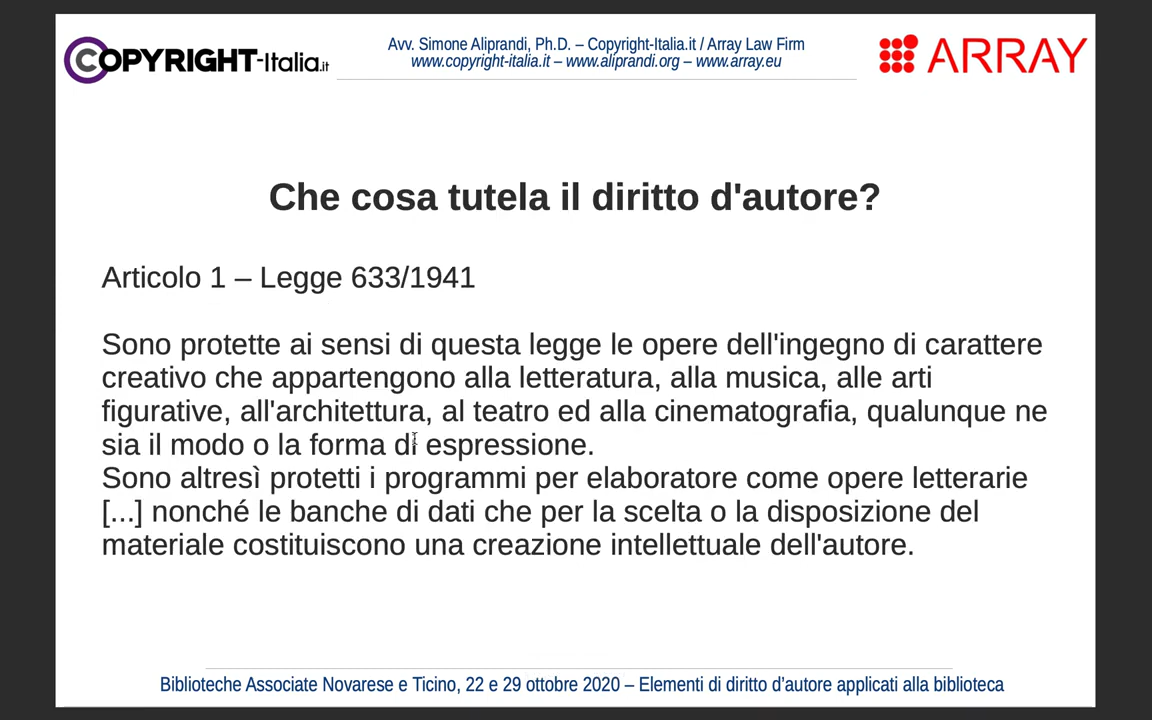 COPYRIGHT-Italia.it
Avv. Simone Aliprandi, Ph.D. – Copyright-Italia.it / Array Law Firm
www.copyright-italia.it – www.aliprandi.org – www.array.eu
ARRAY
Che cosa tutela il diritto d'autore?
Articolo 1 – Legge 633/1941
Sono protette ai sensi di questa legge le opere dell'ingegno di carattere
creativo che appartengono alla letteratura, alla musica, alle arti
figurative, all'architettura, al teatro ed alla cinematografia, qualunque ne
sia il modo o la forma di espressione.
Sono altresì protetti i programmi per elaboratore come opere letterarie
[...] nonché le banche di dati che per la scelta o la disposizione del
materiale costituiscono una creazione intellettuale dell'autore.
Biblioteche Associate Novarese e Ticino, 22 e 29 ottobre 2020 – Elementi di diritto d'autore applicati alla biblioteca